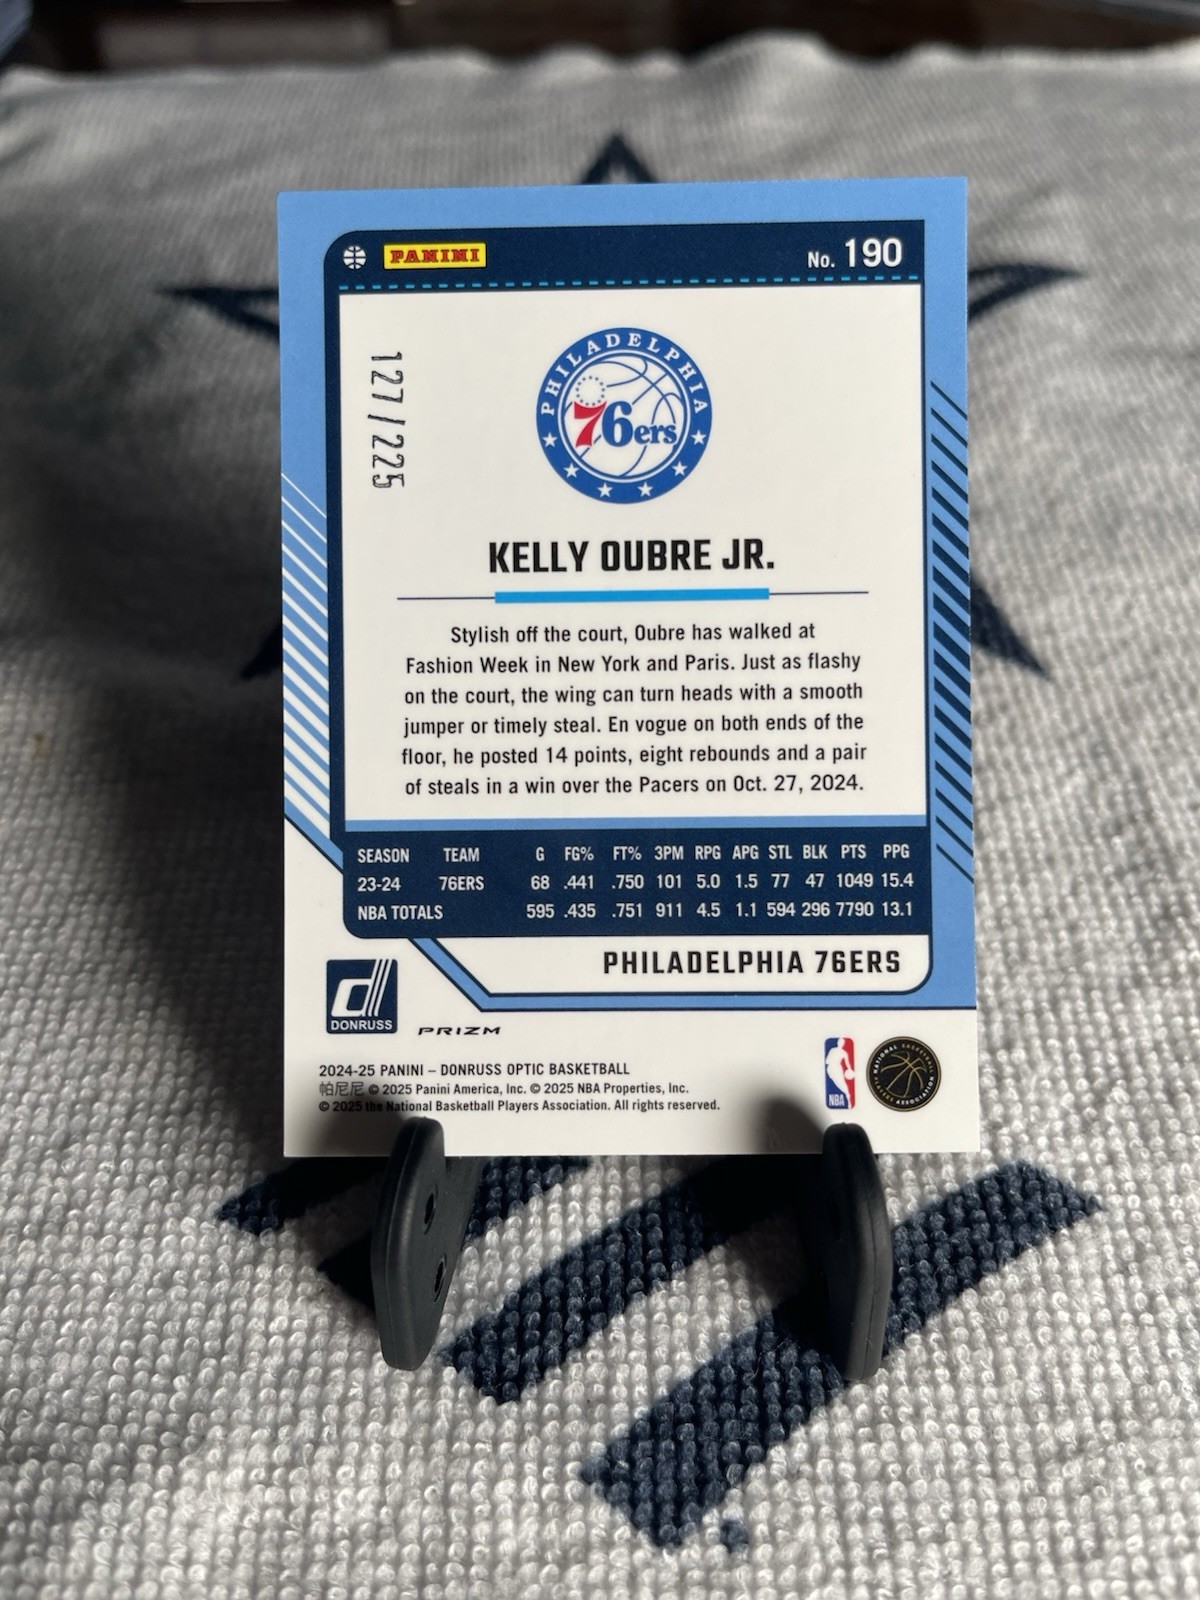 PANINI
No. 190
127/225
PHILADELPHIA
76ers
KELLY OUBRE JR.
Stylish off the court, Oubre has walked at
Fashion Week in New York and Paris. Just as flashy
on the court, the wing can turn heads with a smooth
jumper or timely steal. En vogue on both ends of the
floor, he posted 14 points, eight rebounds and a pair
of steals in a win over the Pacers on Oct. 27, 2024.
SEASON TEAM G FG% FT% 3PM RPG APG STL BLK PTS PPG
23-24 76ERS 68 .441 .750 101 5.0 1.5 77 47 1049 15.4
NBA TOTALS 595 .435 .751 911 4.5 1.1 594 296 7790 13.1
PHILADELPHIA 76ERS
DONRUSS
PRIZM
2024-25 PANINI – DONRUSS OPTIC BASKETBALL
帕尼尼 © 2025 Panini America, Inc. © 2025 NBA Properties, Inc.
© 2025 the National Basketball Players Association. All rights reserved.
NBA
NATIONAL BASKETBALL
PLAYERS ASSOCIATION